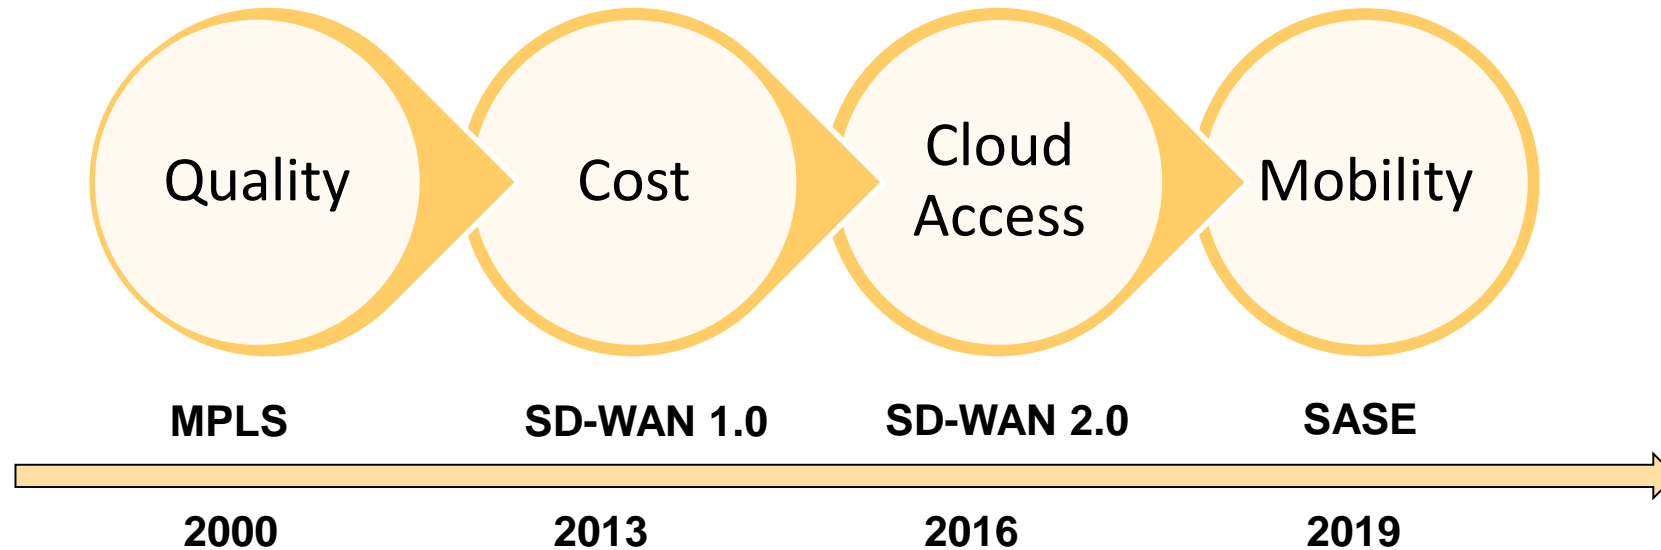 Quality
Cost
Cloud
Access
Mobility
MPLS
SD-WAN 1.0
SD-WAN 2.0
SASE
2000
2013
2016
2019